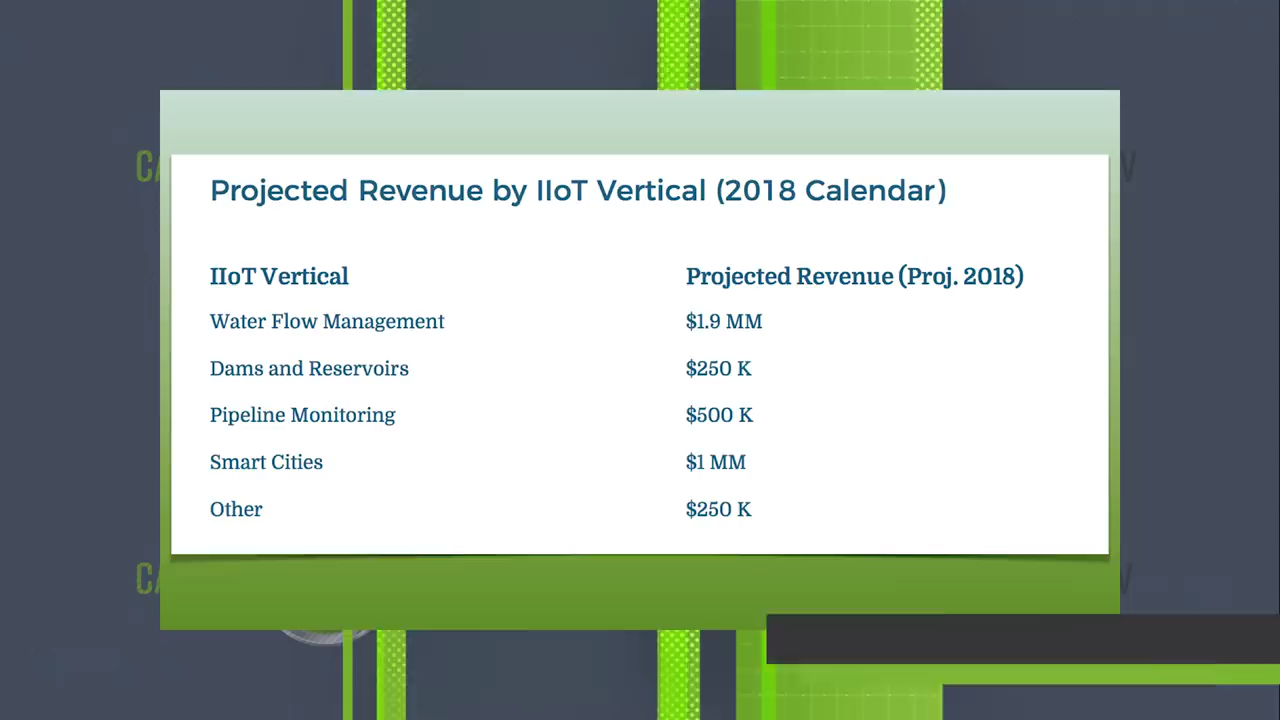 Projected Revenue by IIoT Vertical (2018 Calendar)
IIoT Vertical Projected Revenue (Proj. 2018)
Water Flow Management $1.9 MM
Dams and Reservoirs $250 K
Pipeline Monitoring $500 K
Smart Cities $1 MM
Other $250 K